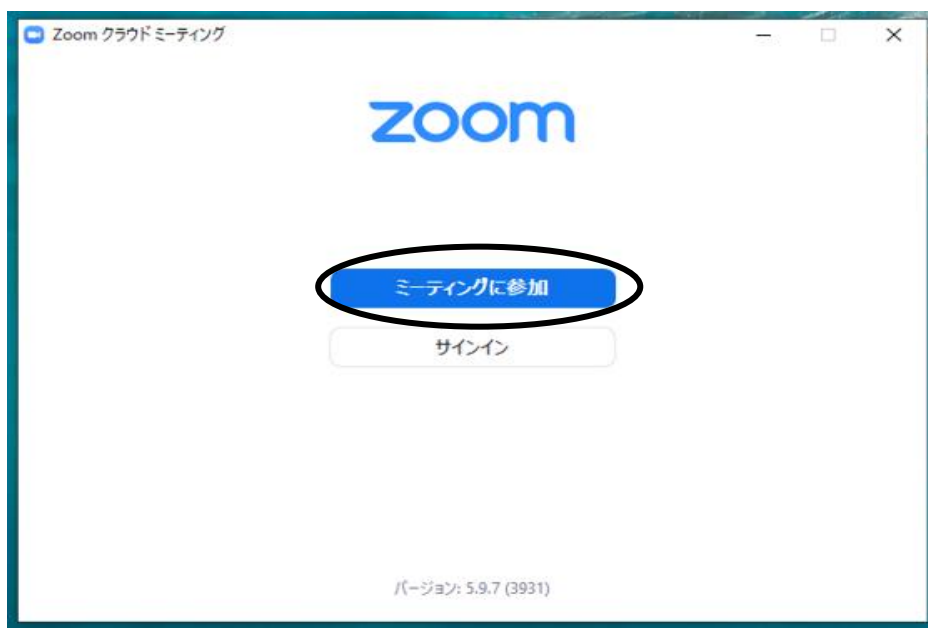 Zoom クラウド ミーティング
zoom
ミーティングに参加
サインイン
バージョン: 5.9.7 (3931)